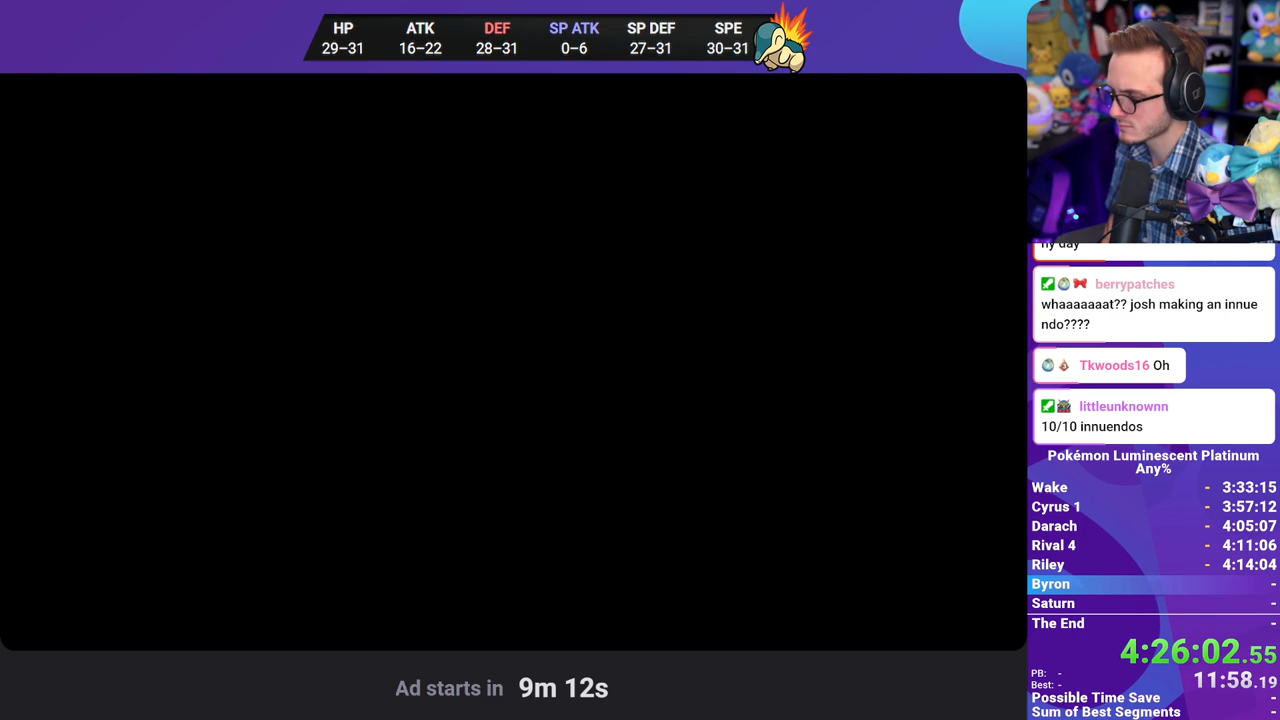 HP ATK DEF SP ATK SP DEF SPE
29–31 16–22 28–31 0–6 27–31 30–31
ny day
berrypatches
whaaaaaaat?? josh making an innue
ndo????
Tkwoods16 Oh
littleunknownn
10/10 innuendos
Pokémon Luminescent Platinum
Any%
Wake - 3:33:15
Cyrus 1 - 3:57:12
Darach - 4:05:07
Rival 4 - 4:11:06
Riley - 4:14:04
Byron -
Saturn -
The End -
4:26:02.55
PB: -
Best: - 11:58.19
Possible Time Save -
Sum of Best Segments -
Ad starts in 9m 12s